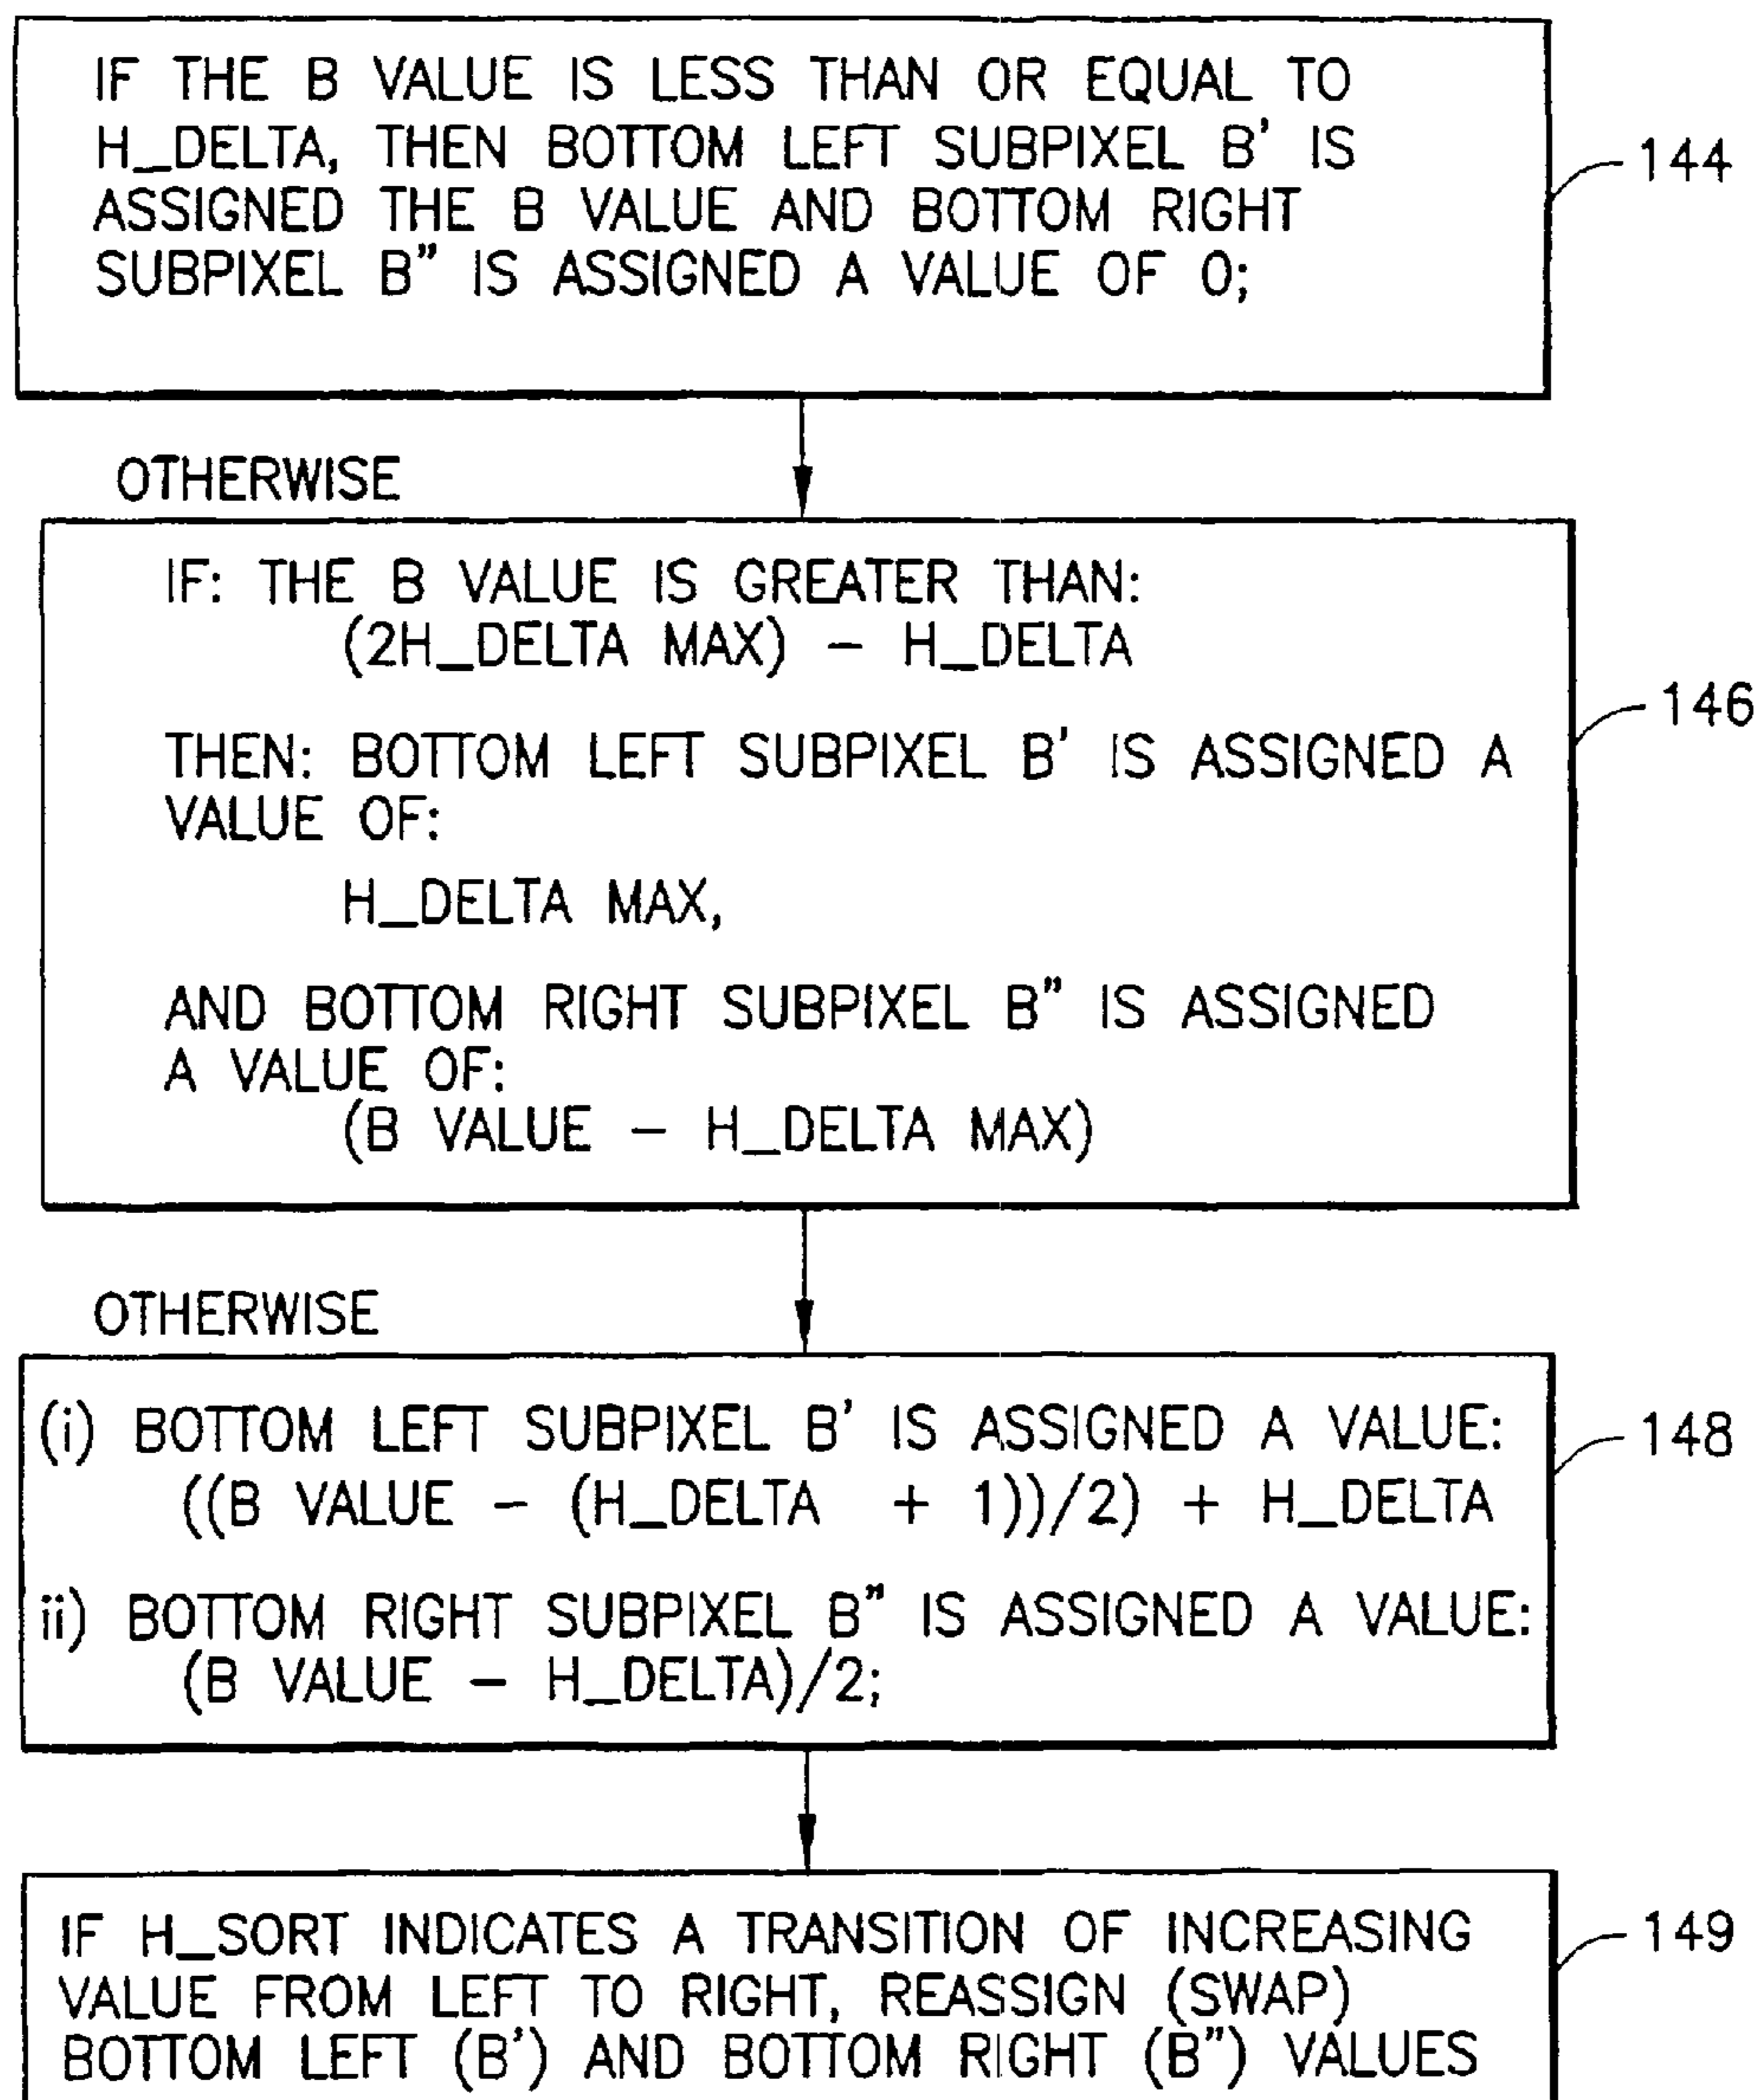 IF THE B VALUE IS LESS THAN OR EQUAL TO
H_DELTA, THEN BOTTOM LEFT SUBPIXEL B' IS
ASSIGNED THE B VALUE AND BOTTOM RIGHT
SUBPIXEL B" IS ASSIGNED A VALUE OF 0;
144
OTHERWISE
IF: THE B VALUE IS GREATER THAN:
(2H_DELTA MAX) – H_DELTA
THEN: BOTTOM LEFT SUBPIXEL B' IS ASSIGNED A
VALUE OF:
H_DELTA MAX,
AND BOTTOM RIGHT SUBPIXEL B" IS ASSIGNED
A VALUE OF:
(B VALUE – H_DELTA MAX)
146
OTHERWISE
(i) BOTTOM LEFT SUBPIXEL B' IS ASSIGNED A VALUE:
((B VALUE – (H_DELTA + 1))/2) + H_DELTA
ii) BOTTOM RIGHT SUBPIXEL B" IS ASSIGNED A VALUE:
(B VALUE – H_DELTA)/2;
148
IF H_SORT INDICATES A TRANSITION OF INCREASING
VALUE FROM LEFT TO RIGHT, REASSIGN (SWAP)
BOTTOM LEFT (B') AND BOTTOM RIGHT (B") VALUES
149